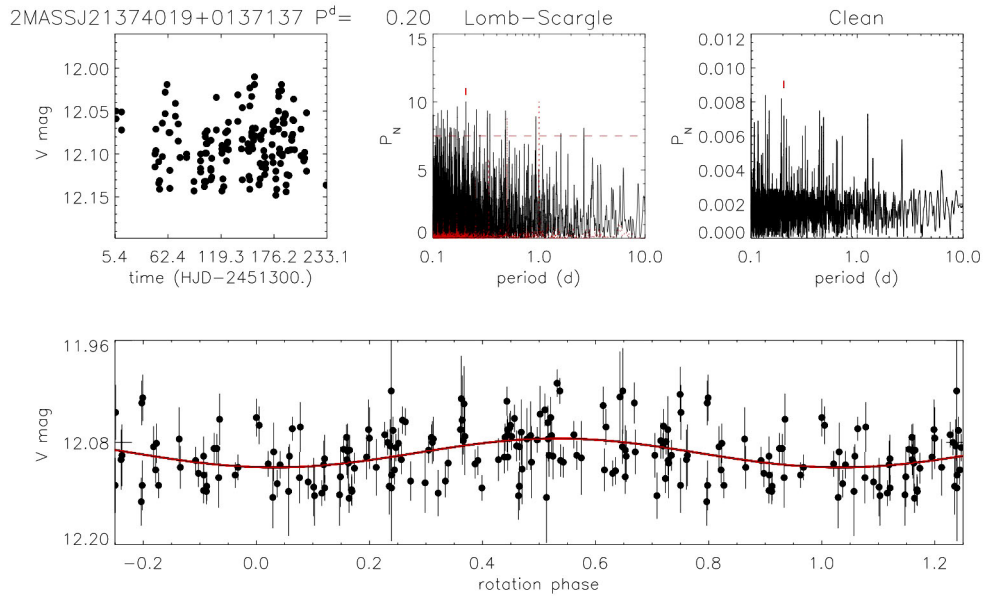 2MASSJ21374019+0137137 Pᵈ= 0.20 Lomb−Scargle Clean
12.00
12.05
12.10
12.15
V mag
5.4 62.4 119.3 176.2 233.1
time (HJD−2451300.)
15
10
5
0
P_N
0.1 1.0 10.0
period (d)
0.012
0.010
0.008
0.006
0.004
0.002
0.000
P_N
0.1 1.0 10.0
period (d)
11.96
12.08
12.20
V mag
−0.2 0.0 0.2 0.4 0.6 0.8 1.0 1.2
rotation phase